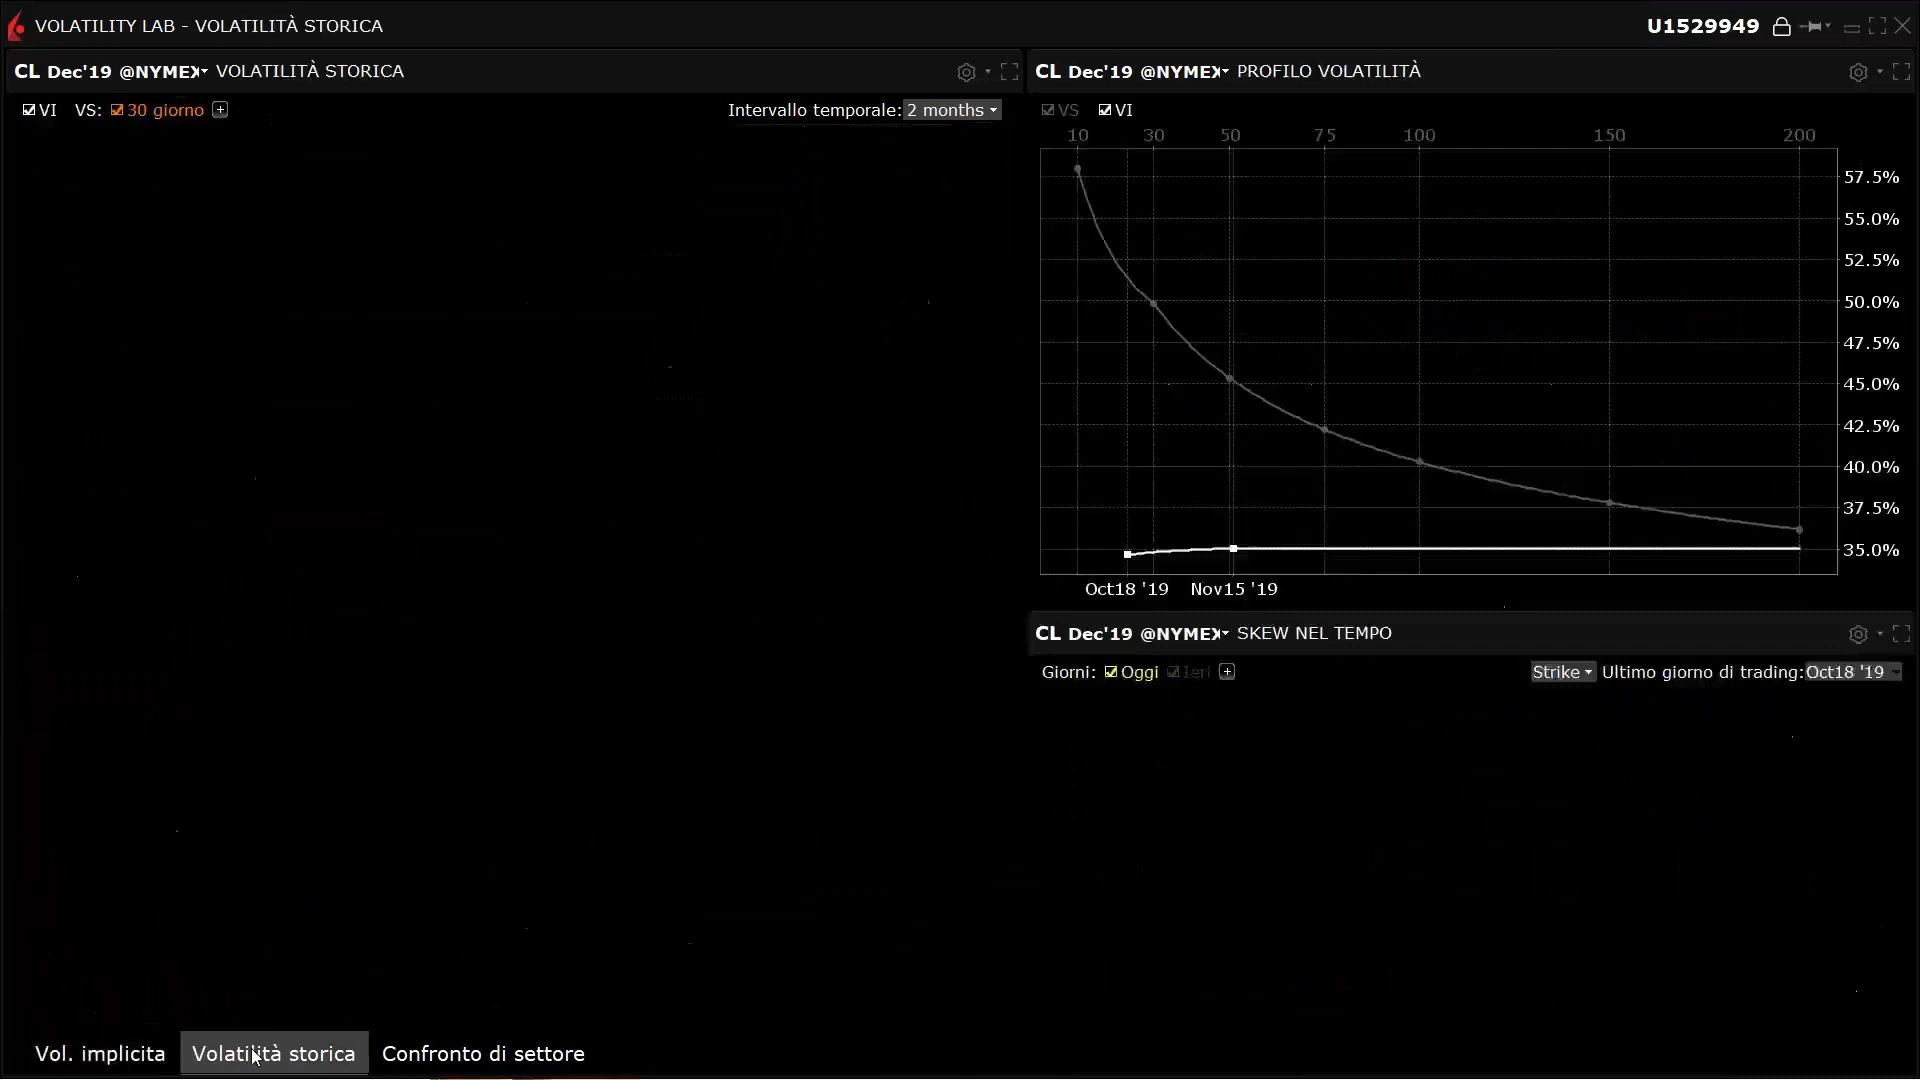 VOLATILITY LAB - VOLATILITÀ STORICA
U1529949
CL Dec'19 @NYMEX VOLATILITÀ STORICA
VI VS: 30 giorno +
Intervallo temporale: 2 months
CL Dec'19 @NYMEX PROFILO VOLATILITÀ
VS VI
10 30 50 75 100 150 200
57.5%
55.0%
52.5%
50.0%
47.5%
45.0%
42.5%
40.0%
37.5%
35.0%
Oct18 '19 Nov15 '19
CL Dec'19 @NYMEX SKEW NEL TEMPO
Giorni: Oggi Ieri +
Strike Ultimo giorno di trading: Oct18 '19
Vol. implicita Volatilità storica Confronto di settore